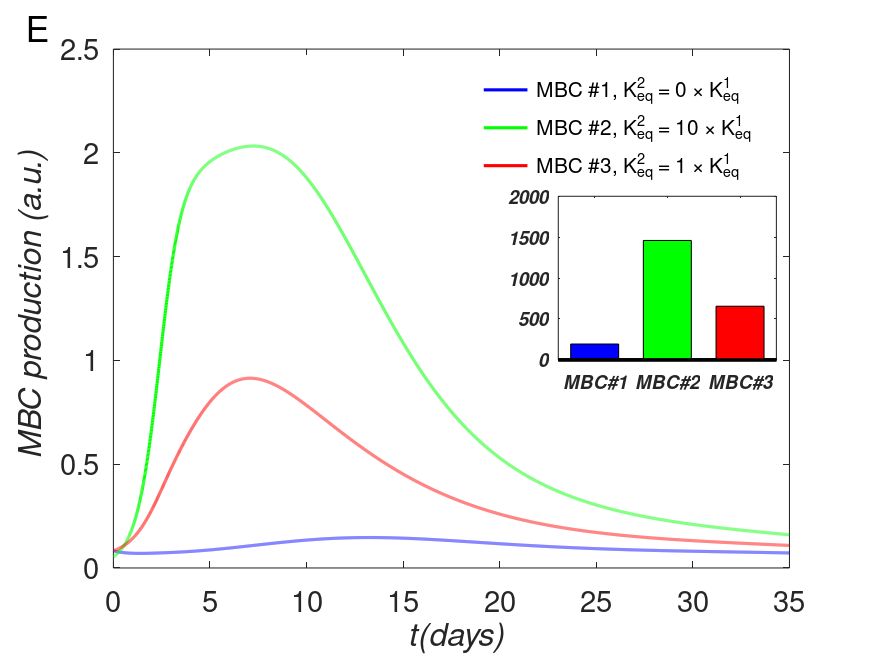 E
2.5
2
1.5
1
0.5
0
MBC production (a.u.)
MBC #1, K²eq = 0 × K¹eq
MBC #2, K²eq = 10 × K¹eq
MBC #3, K²eq = 1 × K¹eq
2000
1500
1000
500
0
MBC#1 MBC#2 MBC#3
0 5 10 15 20 25 30 35
t(days)